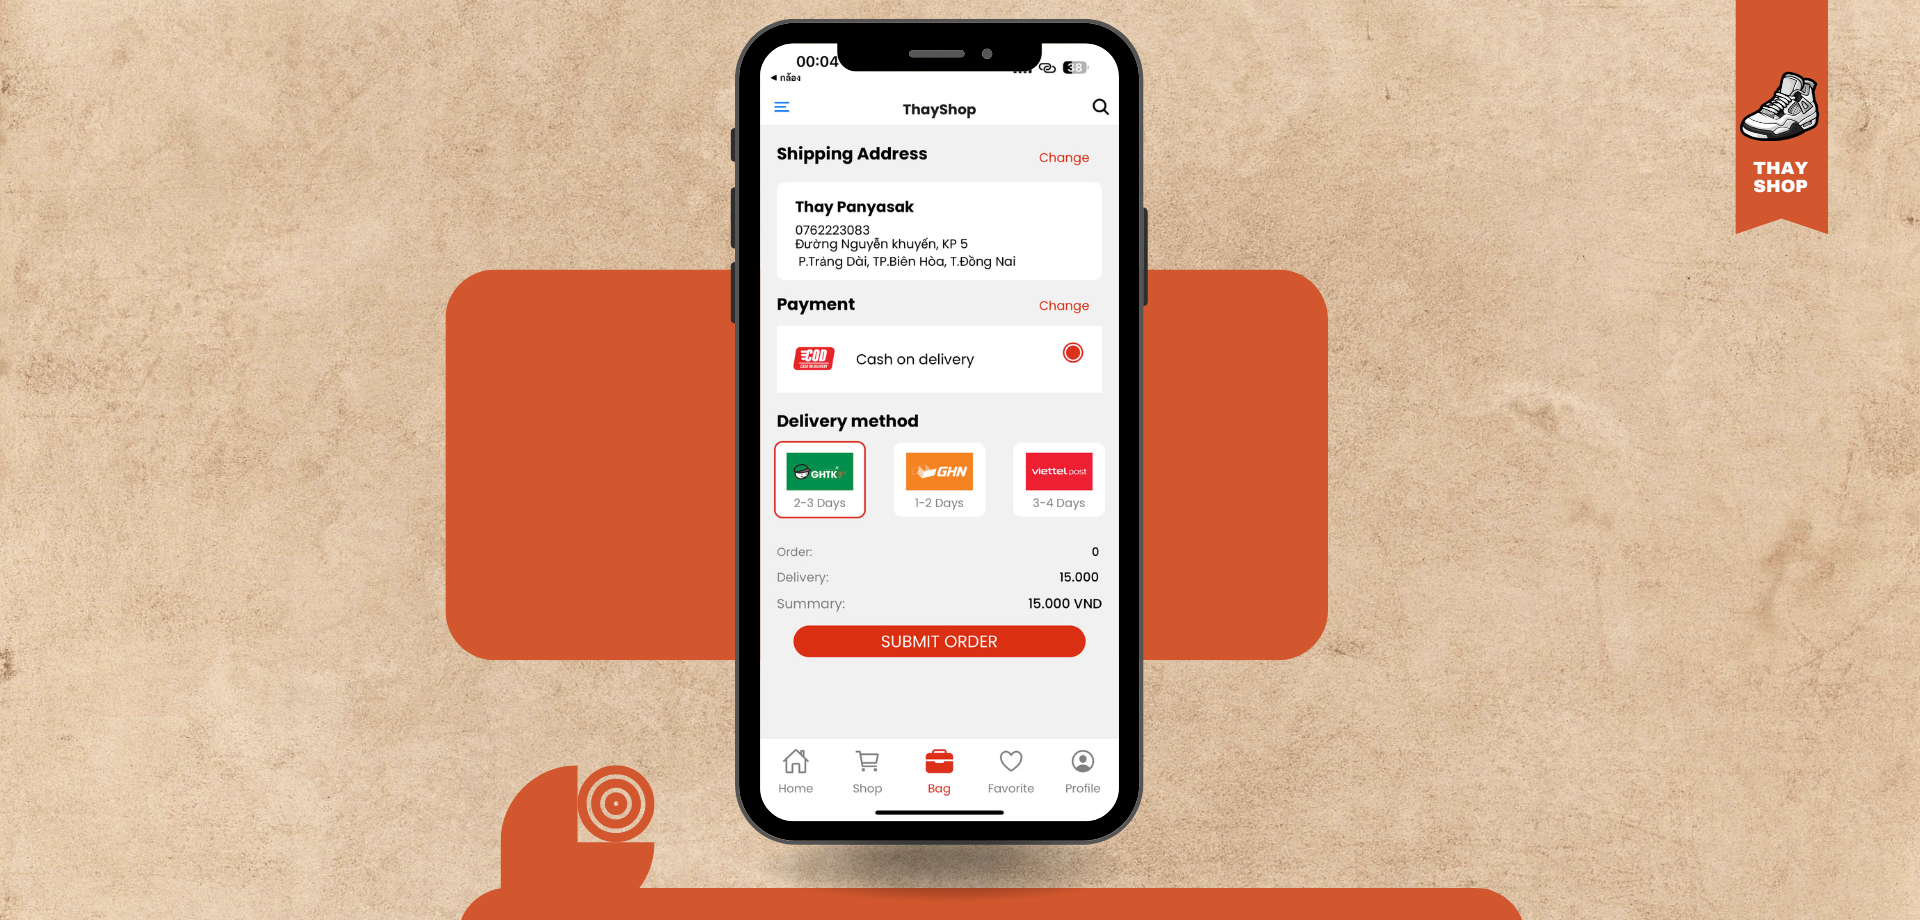 00:04
38
◀ กล้อง
ThayShop
THAY
SHOP
Shipping Address
Change
Thay Panyasak
0762223083
Đường Nguyễn khuyến, KP 5
P.Trảng Dài, TP.Biên Hòa, T.Đồng Nai
Payment
Change
COD
CASH ON DELIVERY
Cash on delivery
Delivery method
GHTK
GHN
viettel post
2-3 Days
1-2 Days
3-4 Days
Order:
0
Delivery:
15.000
Summary:
15.000 VND
SUBMIT ORDER
Home
Shop
Bag
Favorite
Profile